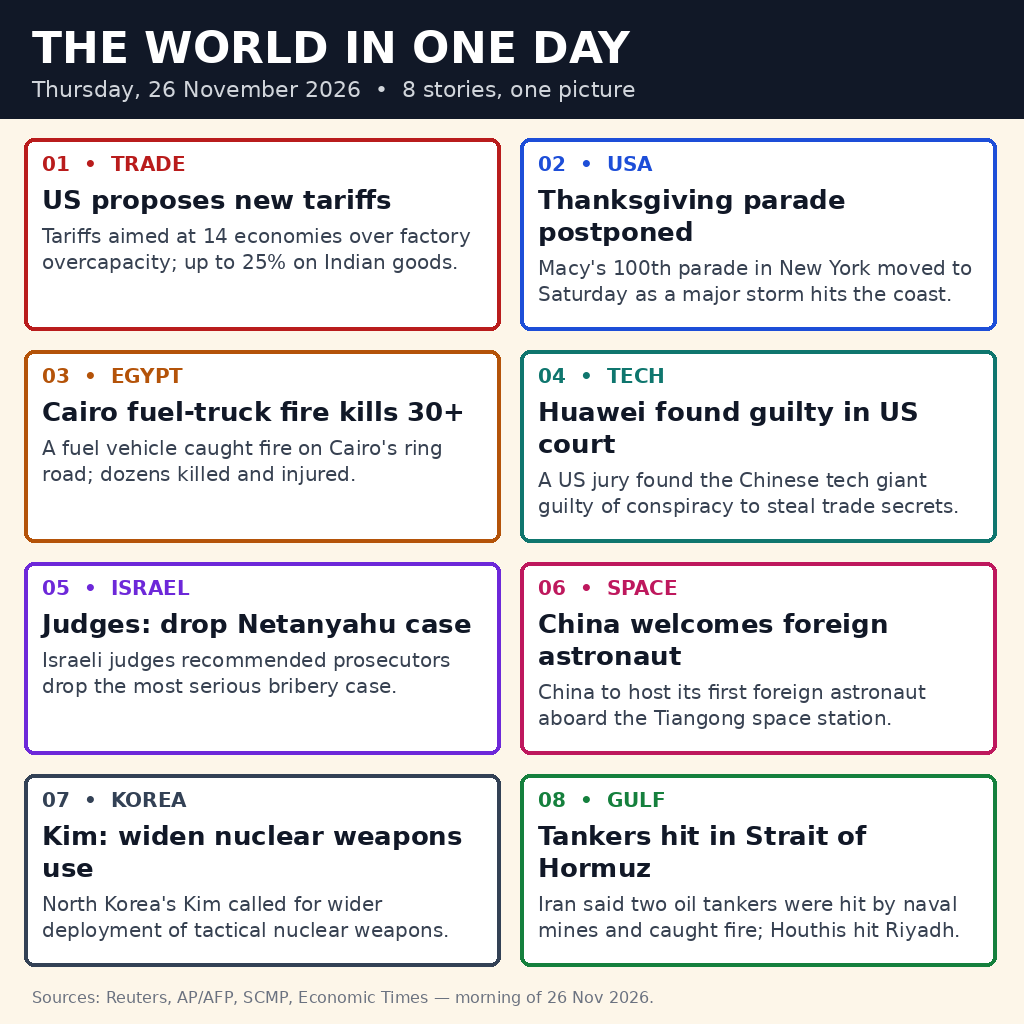 THE WORLD IN ONE DAY
Thursday, 26 November 2026 • 8 stories, one picture
01 • TRADE
US proposes new tariffs
Tariffs aimed at 14 economies over factory
overcapacity; up to 25% on Indian goods.
02 • USA
Thanksgiving parade
postponed
Macy's 100th parade in New York moved to
Saturday as a major storm hits the coast.
03 • EGYPT
Cairo fuel-truck fire kills 30+
A fuel vehicle caught fire on Cairo's ring
road; dozens killed and injured.
04 • TECH
Huawei found guilty in US
court
A US jury found the Chinese tech giant
guilty of conspiracy to steal trade secrets.
05 • ISRAEL
Judges: drop Netanyahu case
Israeli judges recommended prosecutors
drop the most serious bribery case.
06 • SPACE
China welcomes foreign
astronaut
China to host its first foreign astronaut
aboard the Tiangong space station.
07 • KOREA
Kim: widen nuclear weapons
use
North Korea's Kim called for wider
deployment of tactical nuclear weapons.
08 • GULF
Tankers hit in Strait of
Hormuz
Iran said two oil tankers were hit by naval
mines and caught fire; Houthis hit Riyadh.
Sources: Reuters, AP/AFP, SCMP, Economic Times — morning of 26 Nov 2026.